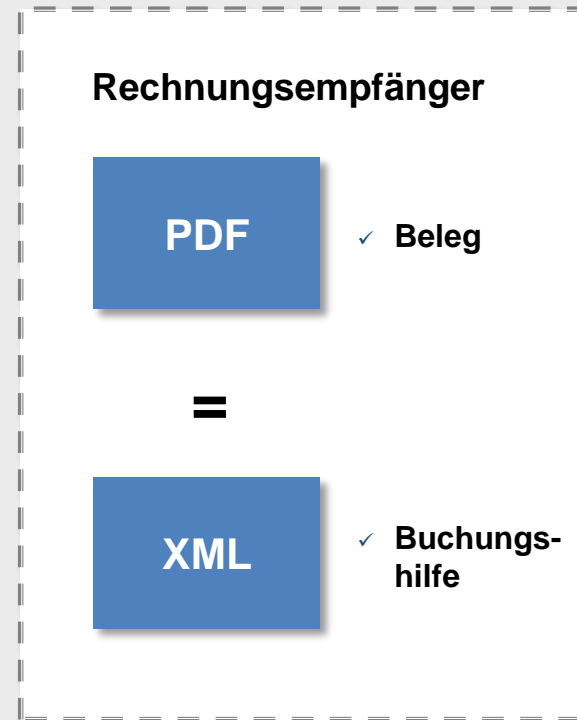 Rechnungsempfänger
PDF
✓ Beleg
=
XML
✓ Buchungs-
hilfe